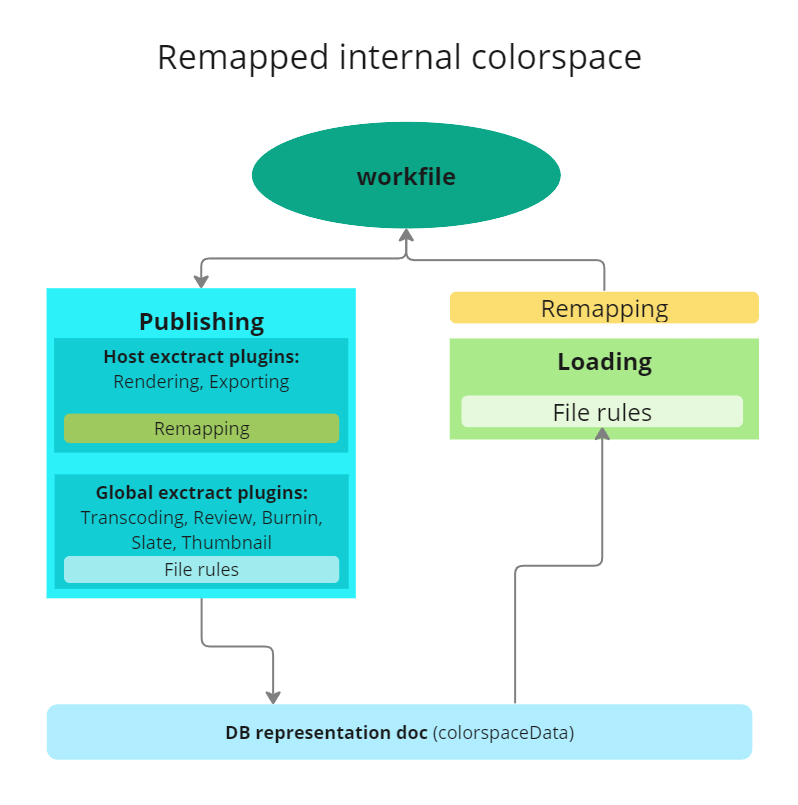 Remapped internal colorspace
workfile
Publishing
Host exctract plugins:
Rendering, Exporting
Remapping
Global exctract plugins:
Transcoding, Review, Burnin,
Slate, Thumbnail
File rules
Remapping
Loading
File rules
DB representation doc (colorspaceData)